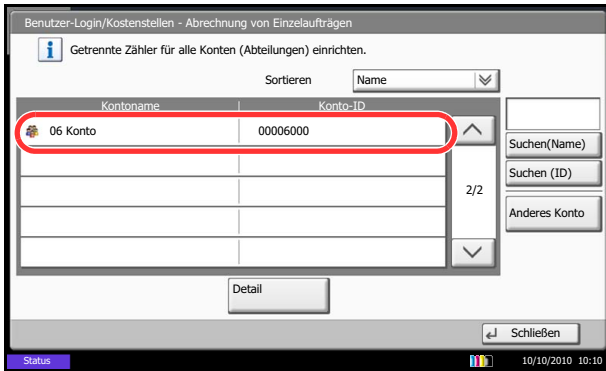 Benutzer-Login/Kostenstellen - Abrechnung von Einzelaufträgen
Getrennte Zähler für alle Konten (Abteilungen) einrichten.
Sortieren Name
Kontoname Konto-ID
06 Konto 00006000
Suchen(Name)
Suchen (ID)
2/2
Anderes Konto
Detail
Schließen
Status 10/10/2010 10:10